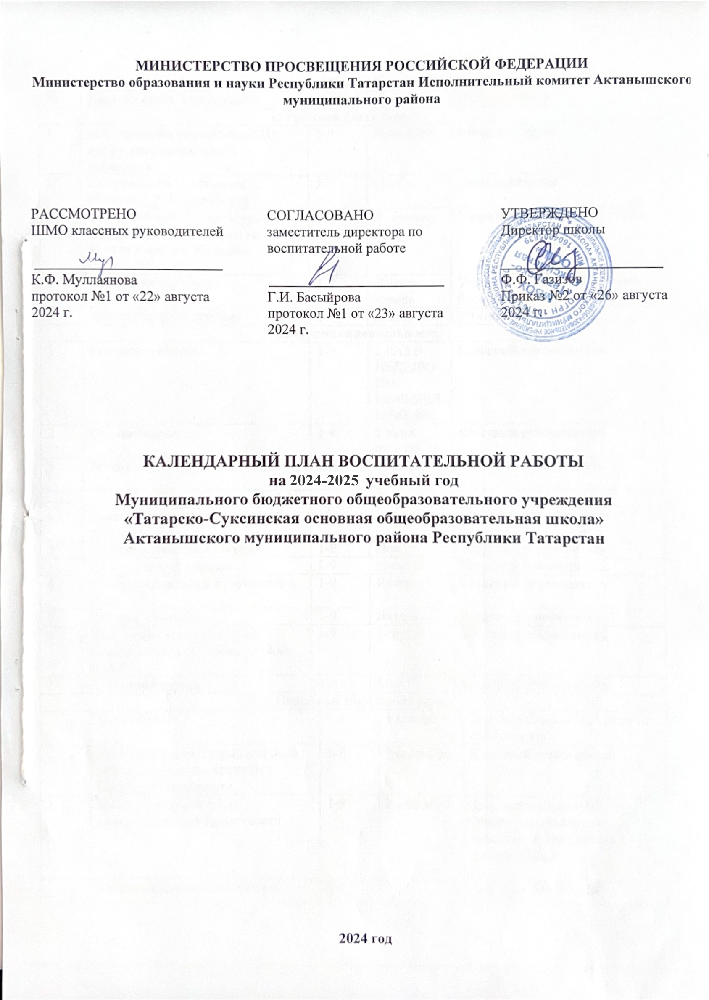 МИНИСТЕРСТВО ПРОСВЕЩЕНИЯ РОССИЙСКОЙ ФЕДЕРАЦИИ
Министерство образования и науки Республики Татарстан Исполнительный комитет Актанышского
муниципального района
РАССМОТРЕНО
ШМО классных руководителей
К.Ф. Муллаянова
протокол №1 от «22» августа
2024 г.
СОГЛАСОВАНО
заместитель директора по
воспитательной работе
Г.И. Басыйрова
протокол №1 от «23» августа
2024 г.
УТВЕРЖДЕНО
Директор школы
Ф.Ф. Газизов
Приказ №2 от «26» августа
2024 г.
КАЛЕНДАРНЫЙ ПЛАН ВОСПИТАТЕЛЬНОЙ РАБОТЫ
на 2024-2025 учебный год
Муниципального бюджетного общеобразовательного учреждения
«Татарско-Суксинская основная общеобразовательная школа»
Актанышского муниципального района Республики Татарстан
2024 год